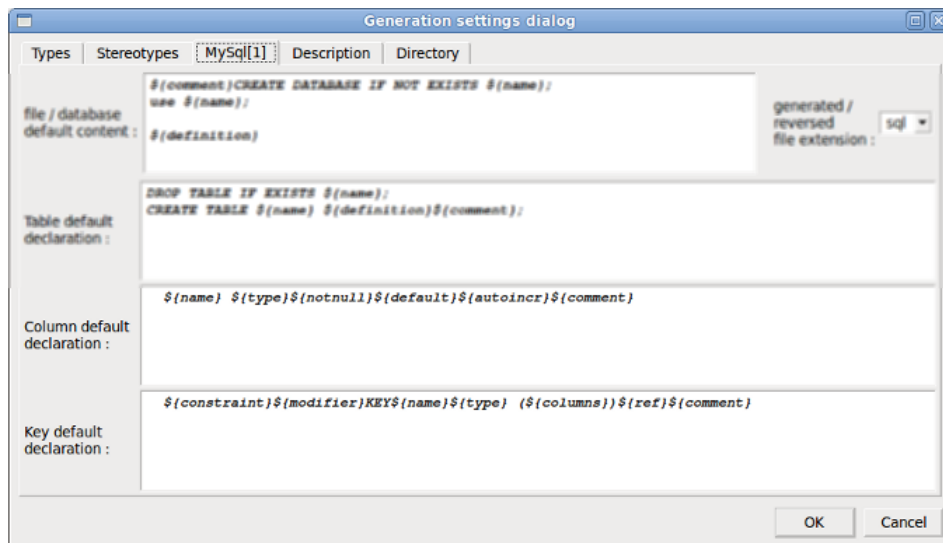 Generation settings dialog
Types Stereotypes MySql[1] Description Directory
file / database
default content :
${comment}CREATE DATABASE IF NOT EXISTS ${name};
use ${name};
${definition}
generated /
reversed
file extension :
sql
Table default
declaration :
DROP TABLE IF EXISTS ${name};
CREATE TABLE ${name} ${definition}${comment};
Column default
declaration :
${name} ${type}${notnull}${default}${autoincr}${comment}
Key default
declaration :
${constraint}${modifier}KEY${name}${type} (${columns})${ref}${comment}
OK Cancel